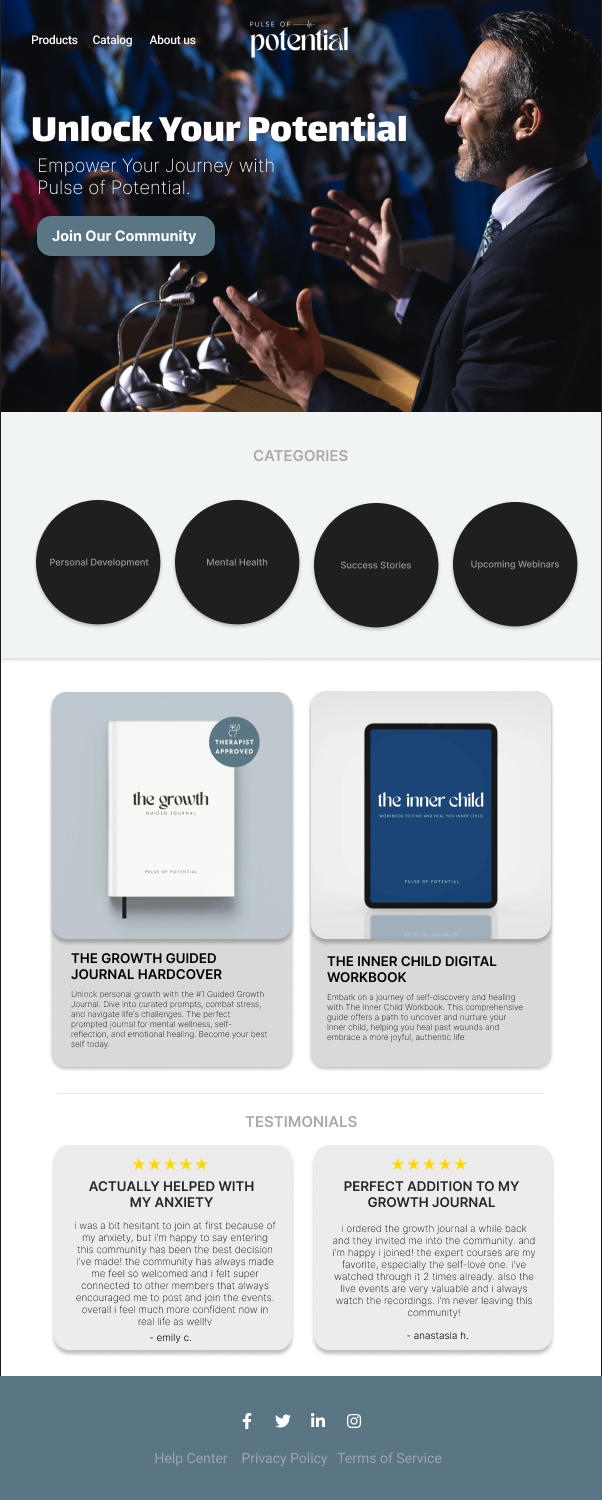 PULSE OF
potential
Products Catalog About us
Unlock Your Potential
Empower Your Journey with
Pulse of Potential.
Join Our Community
CATEGORIES
Personal Development
Mental Health
Success Stories
Upcoming Webinars
THERAPIST
APPROVED
the growth
GUIDED JOURNAL
PULSE OF POTENTIAL
THE GROWTH GUIDED
JOURNAL HARDCOVER
Unlock personal growth with the #1 Guided Growth
Journal. Dive into curated prompts, combat stress,
and navigate life's challenges. The perfect
prompted journal for mental wellness, self-
reflection, and emotional healing. Become your best
self today.
the inner child
WORKBOOK TO FIND AND HEAL YOU INNER CHILD
PULSE OF POTENTIAL
THE INNER CHILD DIGITAL
WORKBOOK
Embark on a journey of self-discovery and healing
with The Inner Child Workbook. This comprehensive
guide offers a path to uncover and nurture your
inner child, helping you heal past wounds and
embrace a more joyful, authentic life.
TESTIMONIALS
★★★★★
ACTUALLY HELPED WITH
MY ANXIETY
i was a bit hesitant to join at first because of
my anxiety, but i'm happy to say entering
this community has been the best decision
i've made! the community has always made
me feel so welcomed and i felt super
connected to other members that always
encouraged me to post and join the events.
overall i feel much more confident now in
real life as well!v
- emily c.
★★★★★
PERFECT ADDITION TO MY
GROWTH JOURNAL
i ordered the growth journal a while back
and they invited me into the community. and
i'm happy i joined! the expert courses are my
favorite, especially the self-love one. i've
watched through it 2 times already. also the
live events are very valuable and i always
watch the recordings. i'm never leaving this
community!
- anastasia h.
Help Center Privacy Policy Terms of Service